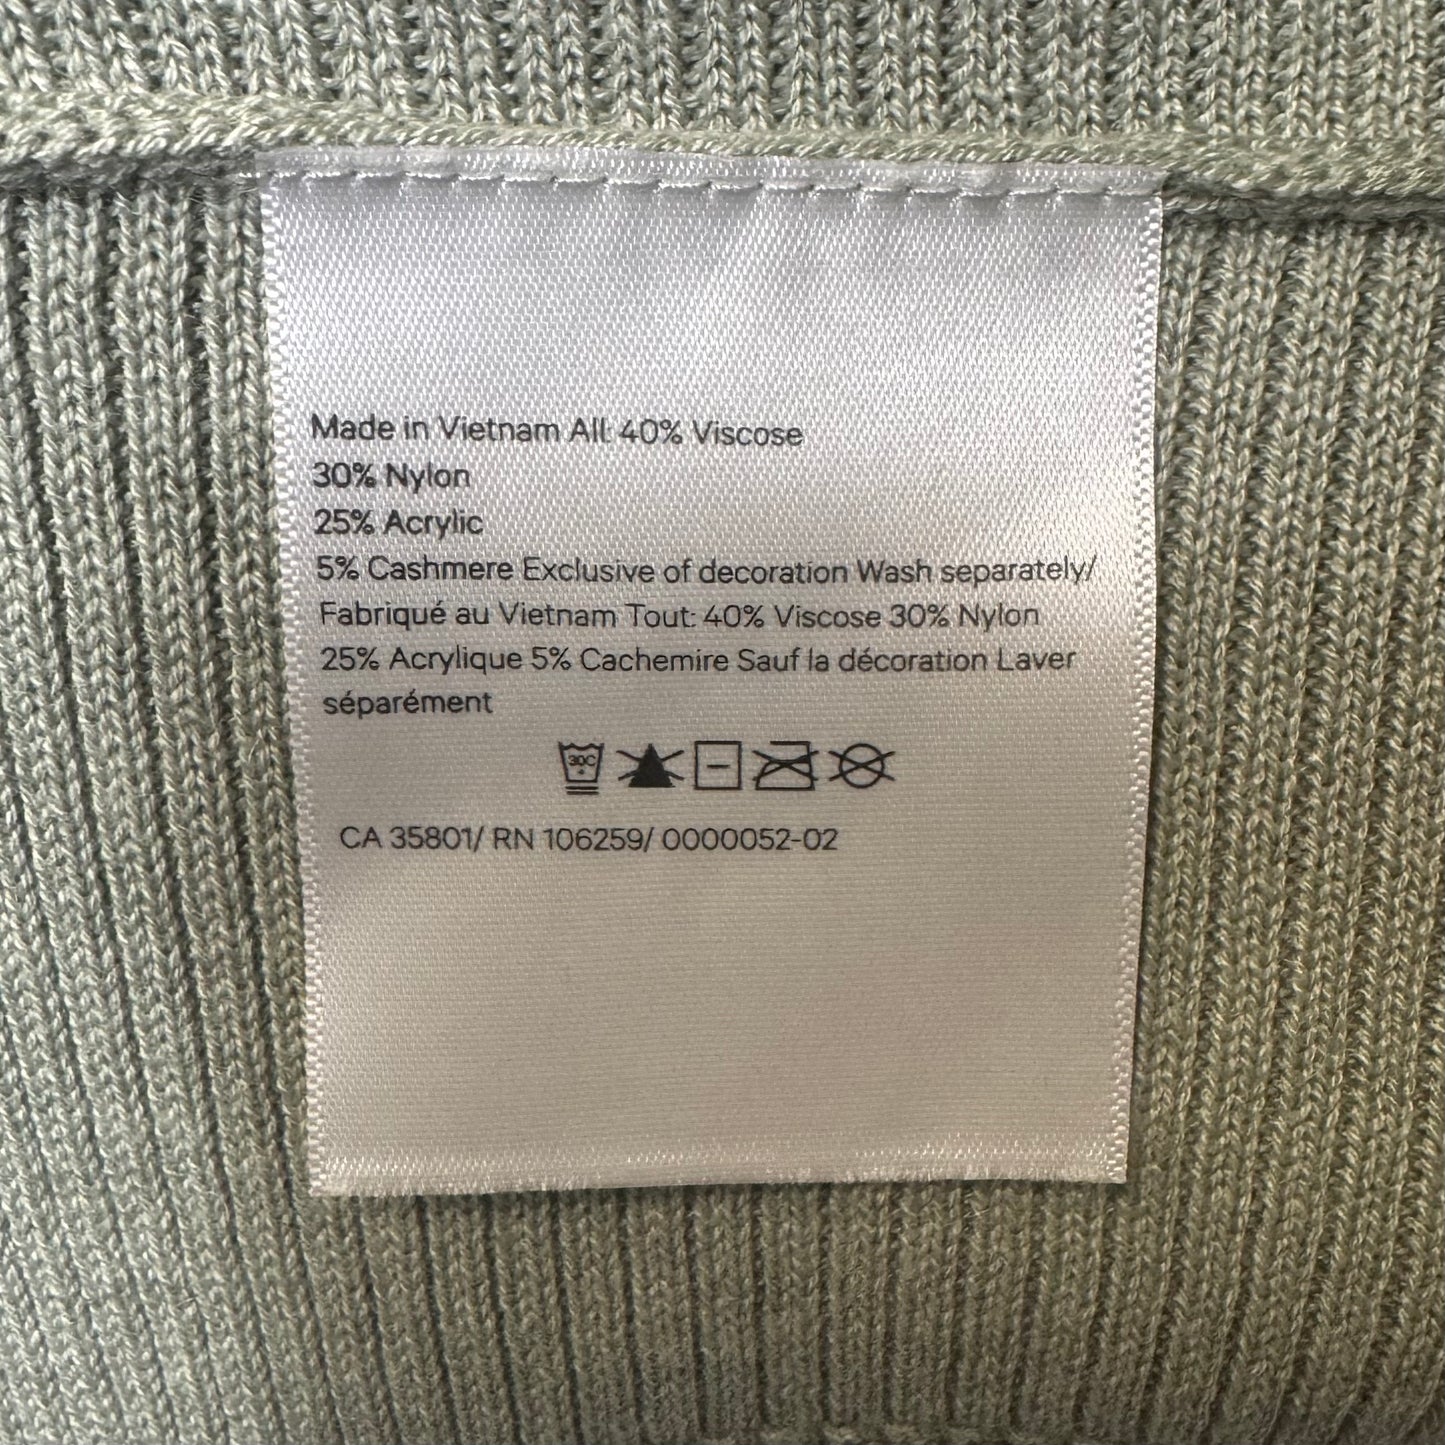 Made in Vietnam All: 40% Viscose
30% Nylon
25% Acrylic
5% Cashmere Exclusive of decoration Wash separately/
Fabriqué au Vietnam Tout: 40% Viscose 30% Nylon
25% Acrylique 5% Cachemire Sauf la décoration Laver
séparément
30C
CA 35801/ RN 106259/ 0000052-02